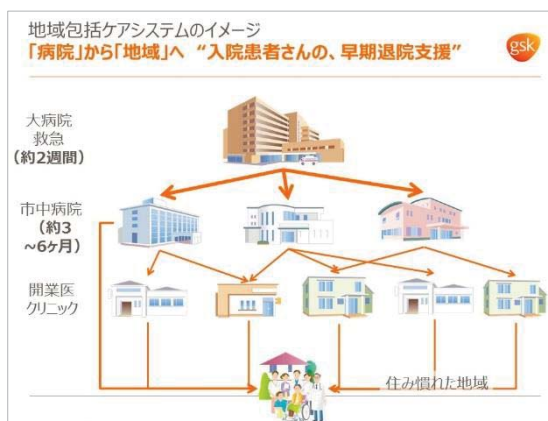 地域包括ケアシステムのイメージ
「病院」から「地域」へ “入院患者さんの、早期退院支援”
gsk
大病院
救急
(約2週間)
市中病院
(約3
~6ヶ月)
開業医
クリニック
住み慣れた地域